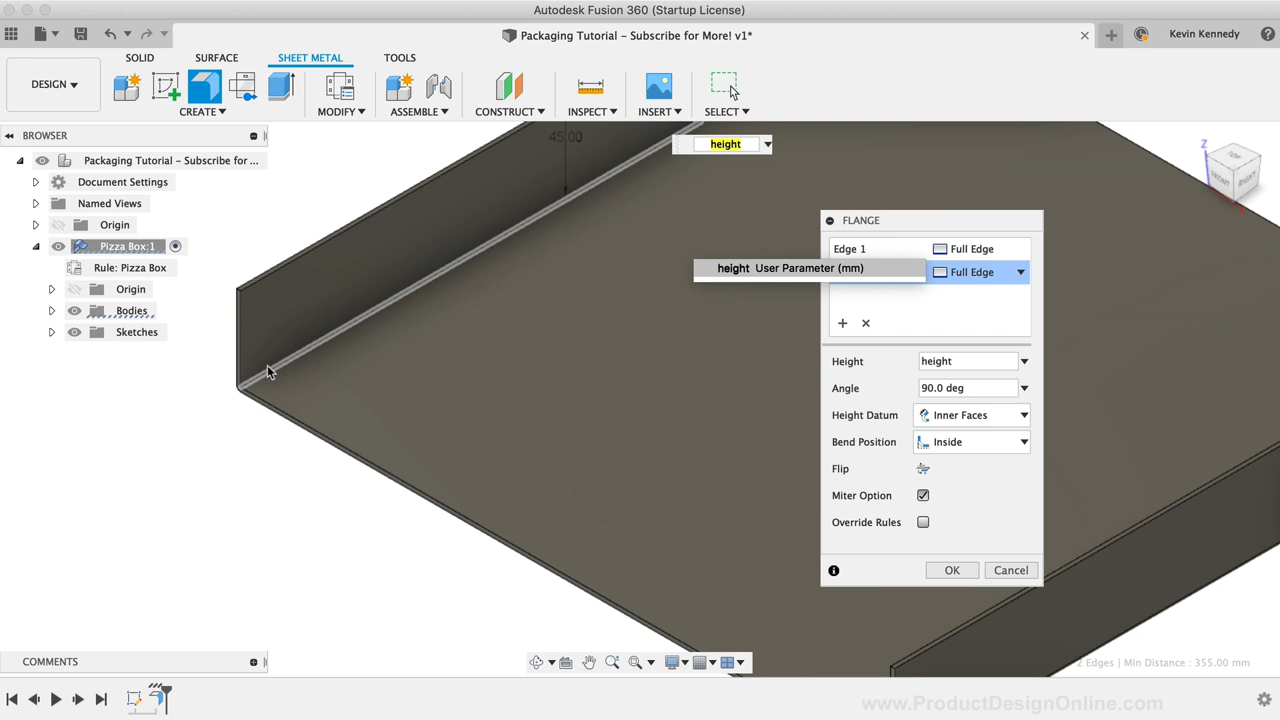 Autodesk Fusion 360 (Startup License)
Packaging Tutorial – Subscribe for More! v1*
Kevin Kennedy
SOLID SURFACE SHEET METAL TOOLS
DESIGN
CREATE MODIFY ASSEMBLE CONSTRUCT INSPECT INSERT SELECT
BROWSER
Packaging Tutorial – Subscribe for ...
Document Settings
Named Views
Origin
Pizza Box:1
Rule: Pizza Box
Origin
Bodies
Sketches
45.00
height
TOP
FRONT RIGHT
Z
X
FLANGE
Edge 1 Full Edge
height User Parameter (mm)
Full Edge
Height height
Angle 90.0 deg
Height Datum Inner Faces
Bend Position Inside
Flip
Miter Option
Override Rules
OK Cancel
COMMENTS
2 Edges | Min Distance : 355.00 mm
www.ProductDesignOnline.com